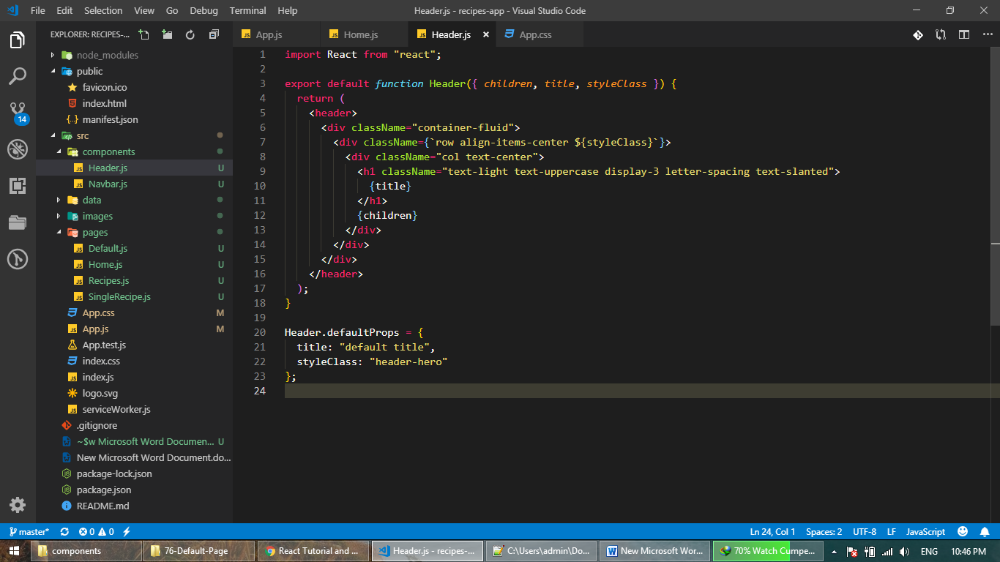 File Edit Selection View Go Debug Terminal Help
Header.js - recipes-app - Visual Studio Code
EXPLORER: RECIPES-...
App.js
Home.js
Header.js
App.css
node_modules
public
favicon.ico
index.html
manifest.json
14
src
components
Header.js U
Navbar.js U
data
images
pages
Default.js U
Home.js U
Recipes.js U
SingleRecipe.js U
App.css M
App.js M
App.test.js
index.css
index.js
logo.svg
serviceWorker.js
.gitignore
~$w Microsoft Word Documen... U
New Microsoft Word Document.do...
package-lock.json
package.json
README.md
1 import React from "react";
2
3 export default function Header({ children, title, styleClass }) {
4 return (
5 <header>
6 <div className="container-fluid">
7 <div className={`row align-items-center ${styleClass}`}>
8 <div className="col text-center">
9 <h1 className="text-light text-uppercase display-3 letter-spacing text-slanted">
10 {title}
11 </h1>
12 {children}
13 </div>
14 </div>
15 </div>
16 </header>
17 );
18 }
19
20 Header.defaultProps = {
21 title: "default title",
22 styleClass: "header-hero"
23 };
24
master* 0 0 Ln 24, Col 1 Spaces: 2 UTF-8 LF JavaScript
components 76-Default-Page React Tutorial and ... Header.js - recipes-... C:\Users\admin\Do... New Microsoft Wor... 70% Watch Cumpe... ENG 10:46 PM